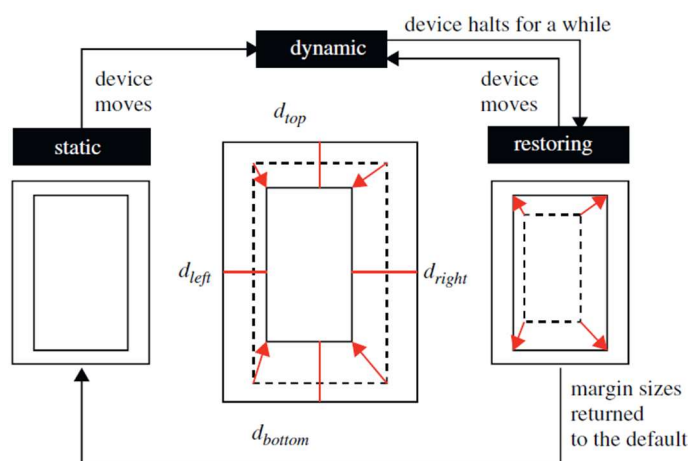 dynamic
device halts for a while
device
moves
device
moves
static
restoring
d_top
d_left
d_right
d_bottom
margin sizes
returned
to the default